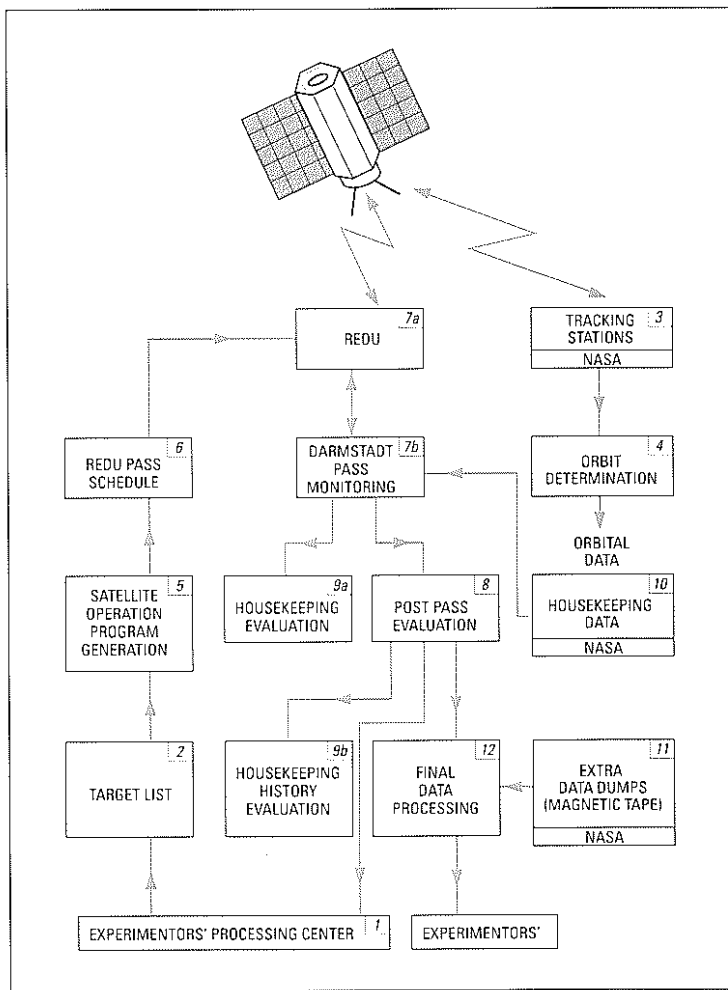 7a
REDU
3
TRACKING
STATIONS
NASA
6
REDU PASS
SCHEDULE
7b
DARMSTADT
PASS
MONITORING
4
ORBIT
DETERMINATION
ORBITAL
DATA
5
SATELLITE
OPERATION
PROGRAM
GENERATION
9a
HOUSEKEEPING
EVALUATION
8
POST PASS
EVALUATION
10
HOUSEKEEPING
DATA
NASA
2
TARGET LIST
9b
HOUSEKEEPING
HISTORY
EVALUATION
12
FINAL
DATA
PROCESSING
11
EXTRA
DATA DUMPS
(MAGNETIC TAPE)
NASA
EXPERIMENTORS' PROCESSING CENTER
1
EXPERIMENTORS'